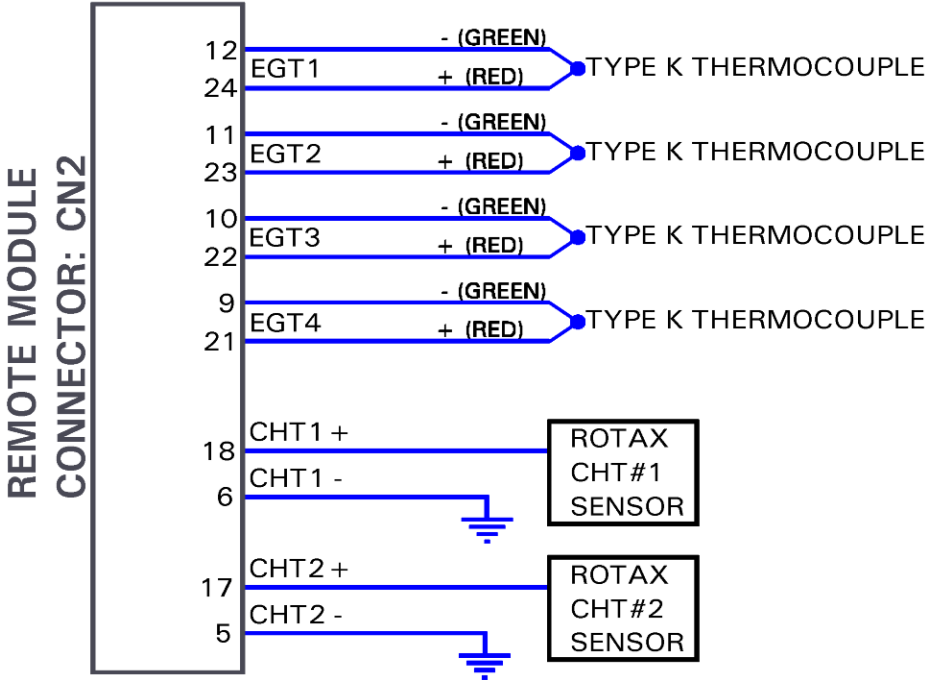 REMOTE MODULE
CONNECTOR: CN2
12
- (GREEN)
EGT1
TYPE K THERMOCOUPLE
24
+ (RED)
11
- (GREEN)
EGT2
TYPE K THERMOCOUPLE
23
+ (RED)
10
- (GREEN)
EGT3
TYPE K THERMOCOUPLE
22
+ (RED)
9
- (GREEN)
EGT4
TYPE K THERMOCOUPLE
21
+ (RED)
18
CHT1 +
6
CHT1 -
ROTAX
CHT#1
SENSOR
17
CHT2 +
5
CHT2 -
ROTAX
CHT#2
SENSOR